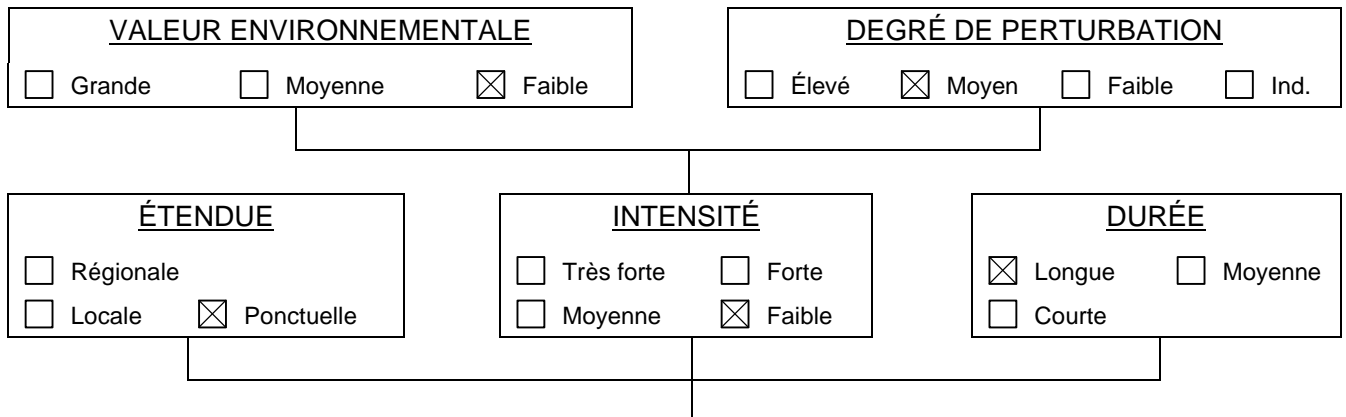 VALEUR ENVIRONNEMENTALE
Grande Moyenne Faible
DEGRÉ DE PERTURBATION
Élevé Moyen Faible Ind.
ÉTENDUE
Régionale
Locale Ponctuelle
INTENSITÉ
Très forte Forte
Moyenne Faible
DURÉE
Longue Moyenne
Courte